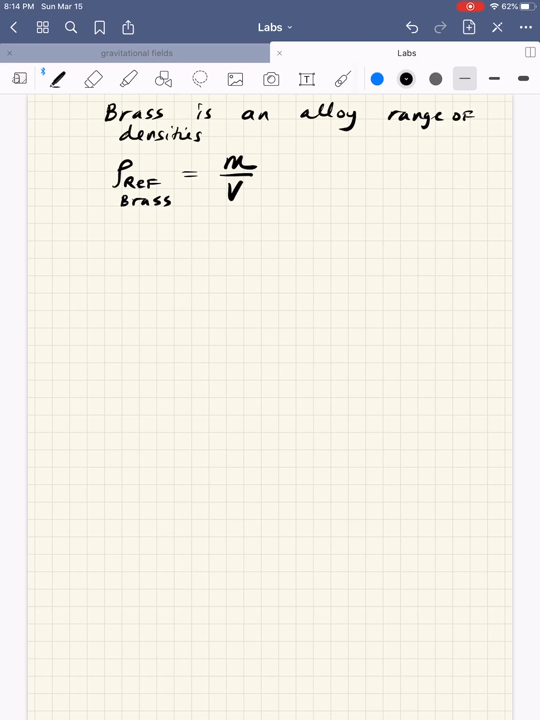 8:14 PM Sun Mar 15
62%
Labs
gravitational fields
Labs
T
Brass is an alloy range of
densities
ρ_Ref Brass = m/V